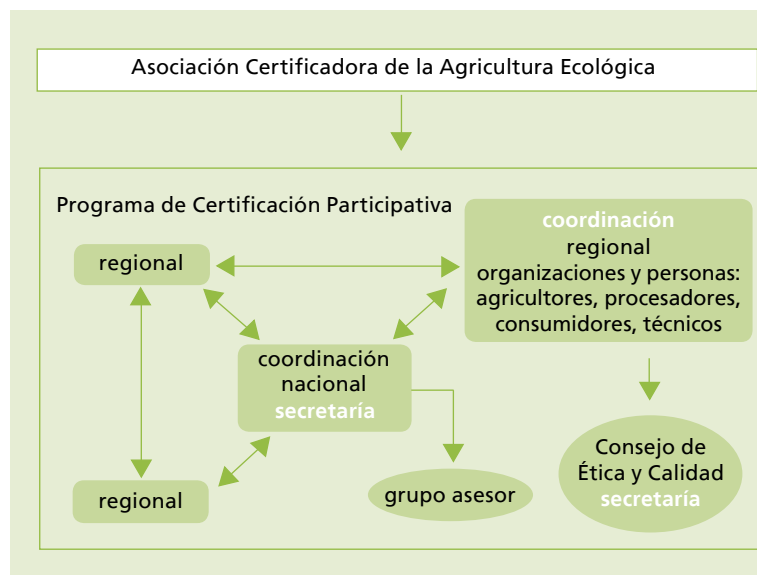 Asociación Certificadora de la Agricultura Ecológica
Programa de Certificación Participativa
coordinación
regional
organizaciones y personas:
agricultores, procesadores,
consumidores, técnicos
regional
coordinación
nacional
secretaría
regional
grupo asesor
Consejo de
Ética y Calidad
secretaría